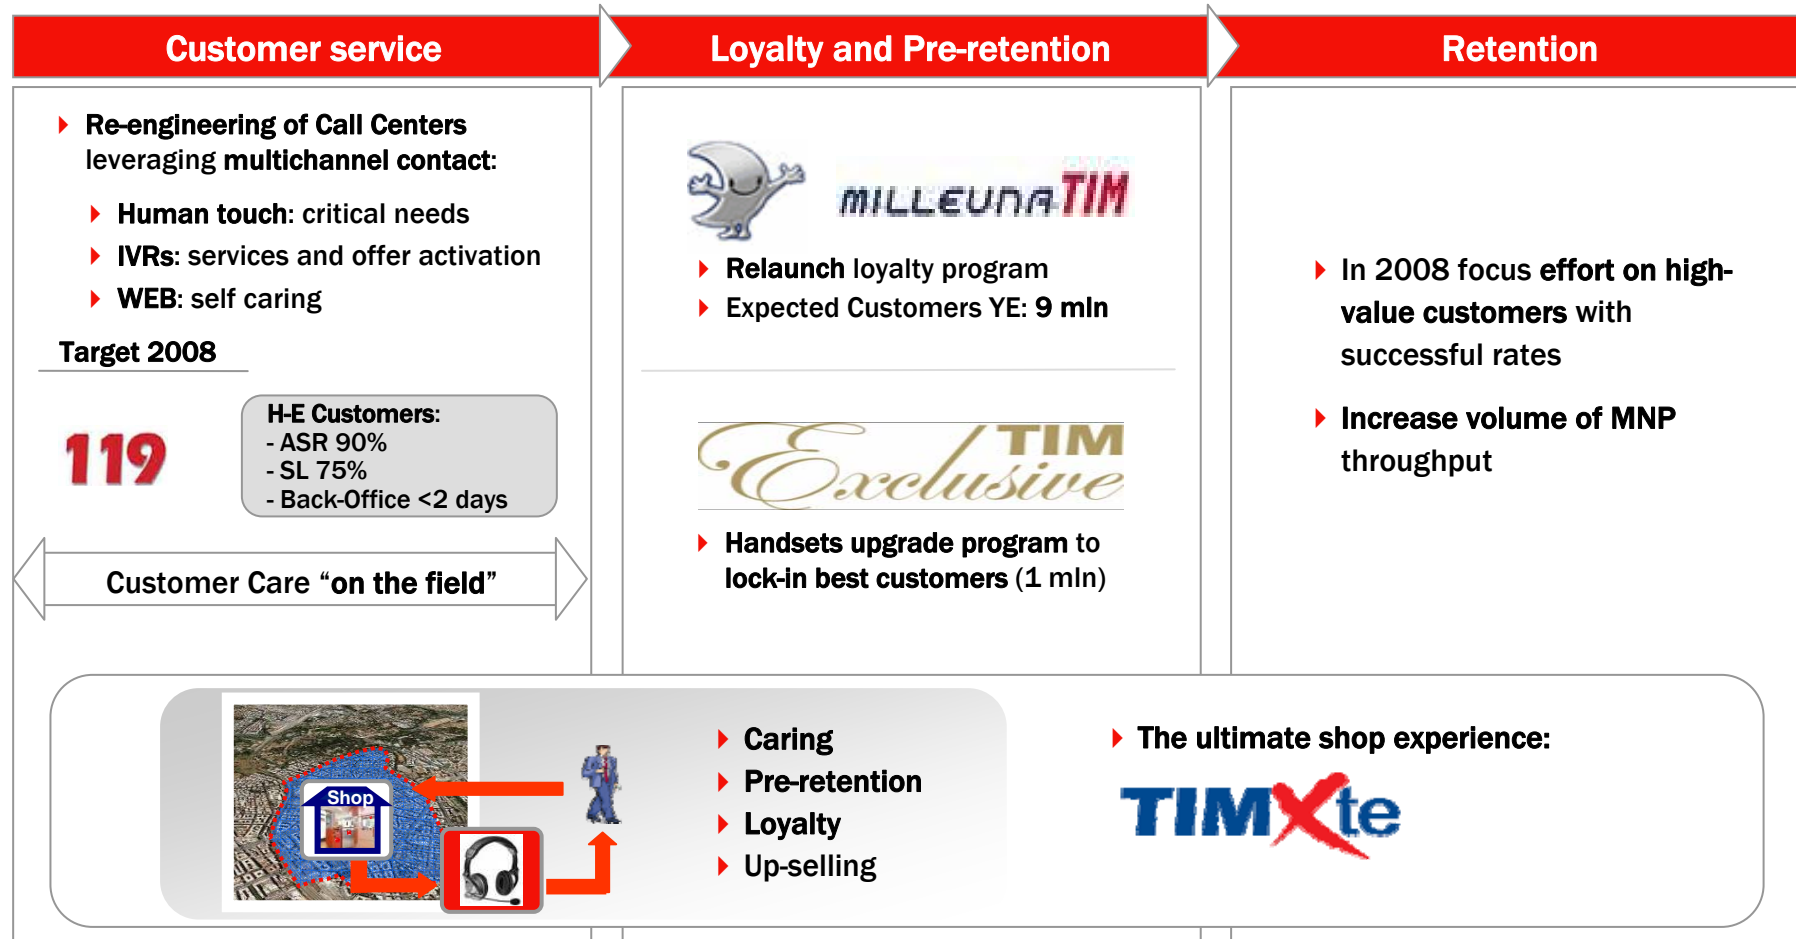 Customer service
Loyalty and Pre-retention
Retention
Re-engineering of Call Centers
leveraging multichannel contact:
Human touch: critical needs
IVRs: services and offer activation
WEB: self caring
Target 2008
119
H-E Customers:
- ASR 90%
- SL 75%
- Back-Office <2 days
Customer Care “on the field”
MILLEUNATIM
Relaunch loyalty program
Expected Customers YE: 9 mln
TIM
Exclusive
Handsets upgrade program to
lock-in best customers (1 mln)
In 2008 focus effort on high-
value customers with
successful rates
Increase volume of MNP
throughput
Shop
Caring
Pre-retention
Loyalty
Up-selling
The ultimate shop experience:
TIMXte